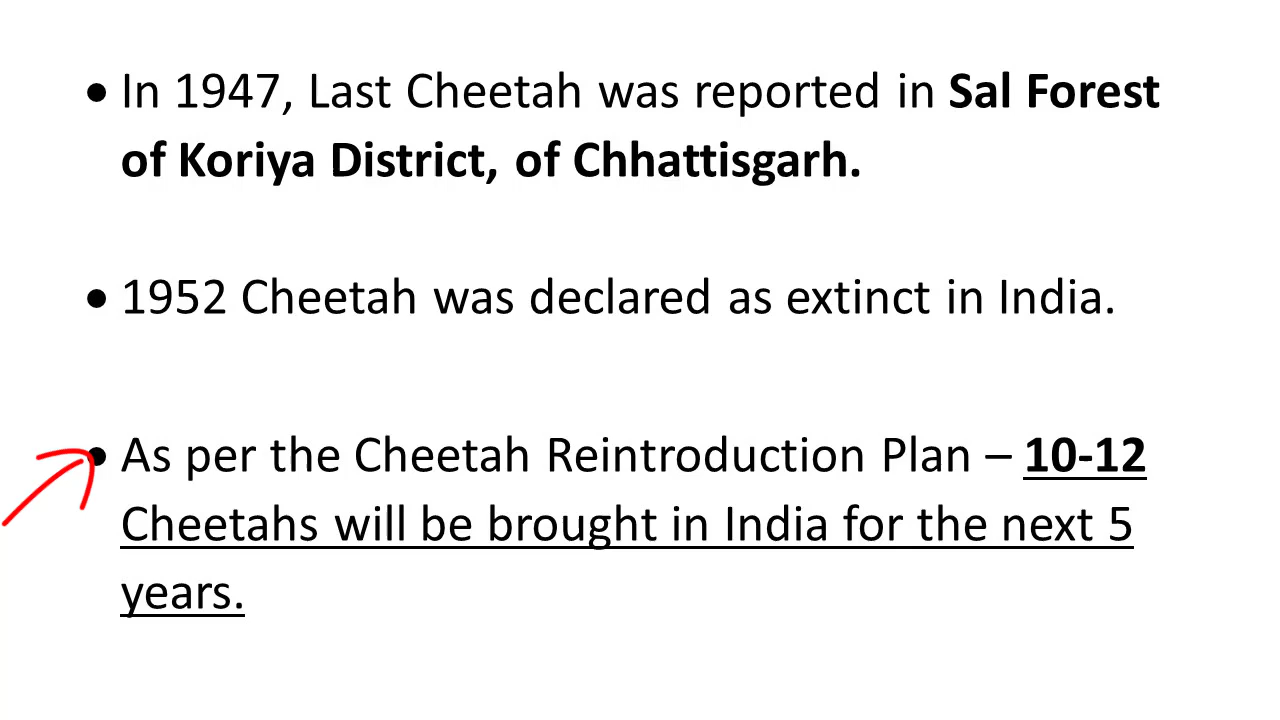 • In 1947, Last Cheetah was reported in Sal Forest
of Koriya District, of Chhattisgarh.
• 1952 Cheetah was declared as extinct in India.
• As per the Cheetah Reintroduction Plan – 10-12
Cheetahs will be brought in India for the next 5
years.